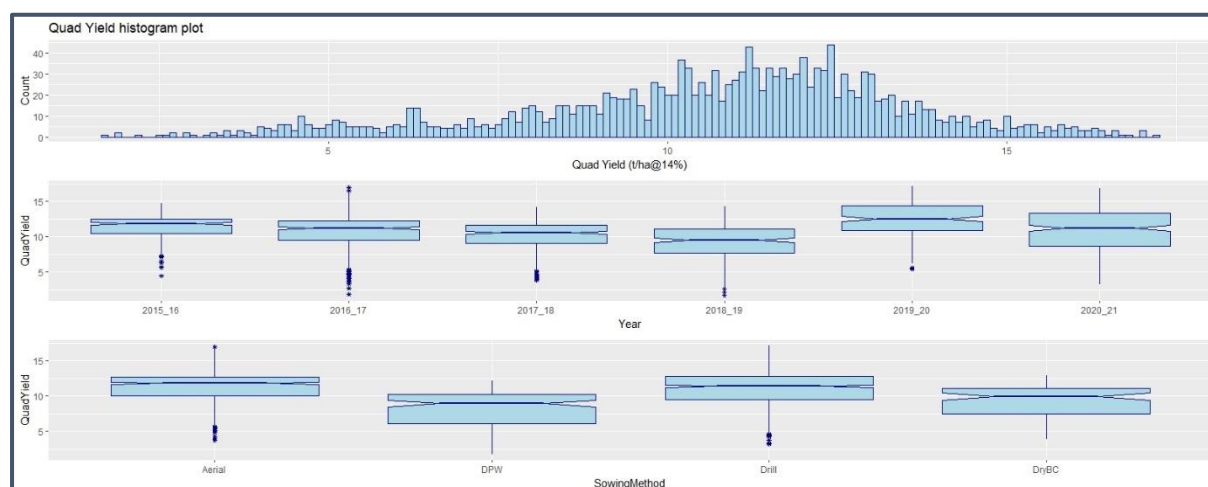 Quad Yield histogram plot
40
30
20
10
0
Count
5 10 15
Quad Yield (t/ha@14%)
15
10
5
QuadYield
2015_16 2016_17 2017_18 2018_19 2019_20 2020_21
Year
15
10
5
QuadYield
Aerial DPW Drill DryBC
SowingMethod